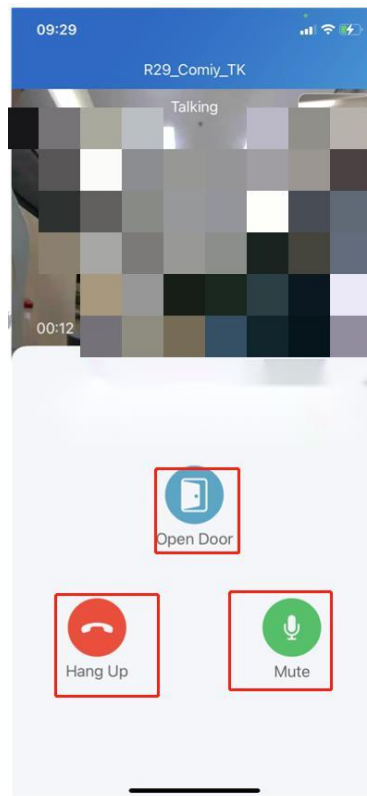 09:29
R29_Comiy_TK
Talking
00:12
Open Door
Hang Up
Mute